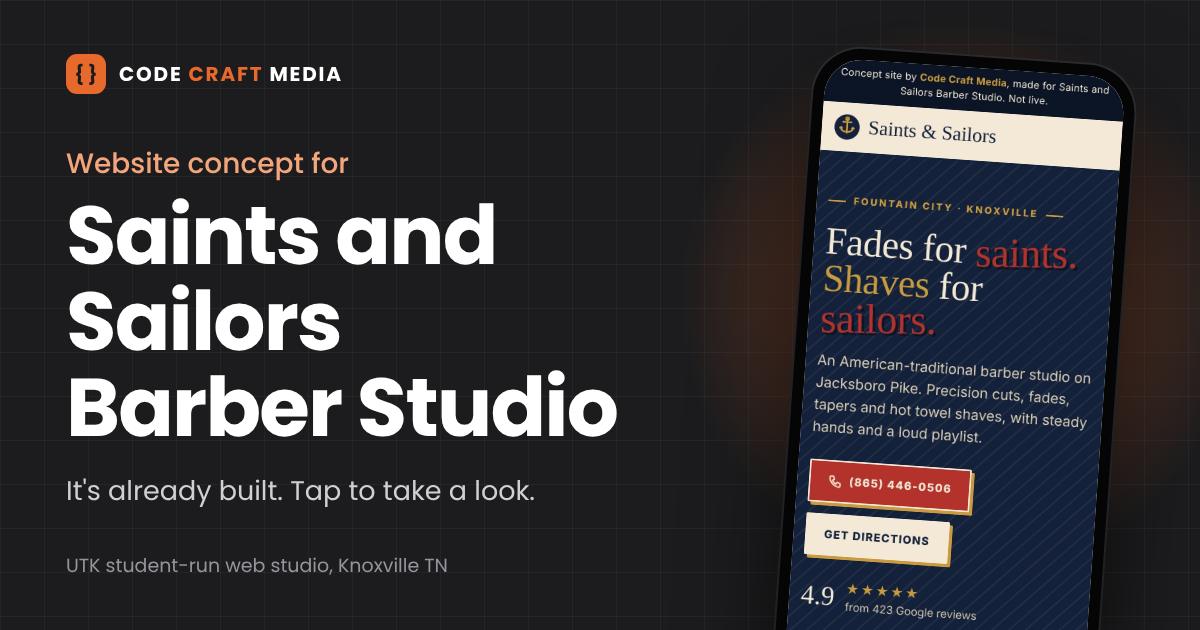 { } CODE CRAFT MEDIA
Website concept for
Saints and
Sailors
Barber Studio
It's already built. Tap to take a look.
UTK student-run web studio, Knoxville TN
Concept site by Code Craft Media, made for Saints and
Sailors Barber Studio. Not live.
Saints & Sailors
FOUNTAIN CITY · KNOXVILLE
Fades for saints.
Shaves for
sailors.
An American-traditional barber studio on
Jacksboro Pike. Precision cuts, fades,
tapers and hot towel shaves, with steady
hands and a loud playlist.
(865) 446-0506
GET DIRECTIONS
4.9 ★★★★★
from 423 Google reviews